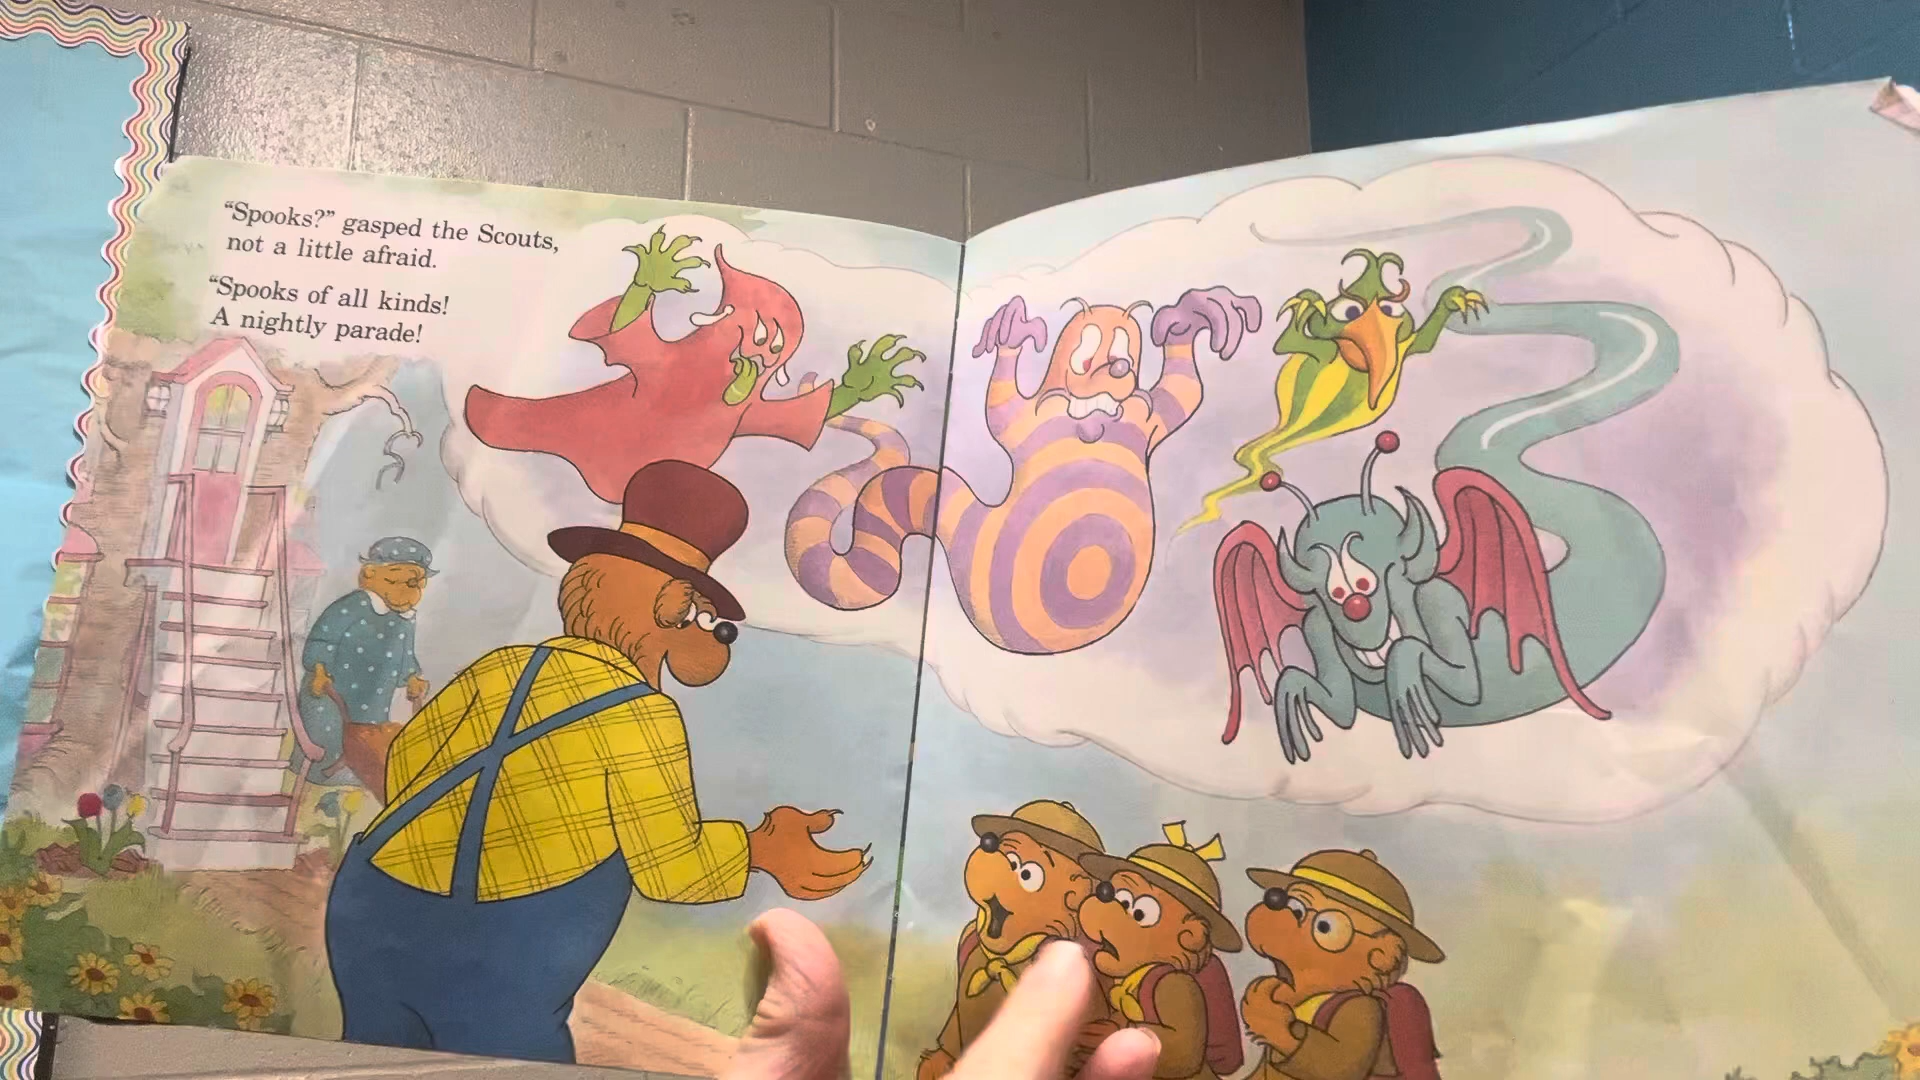 “Spooks?” gasped the Scouts,
not a little afraid.
“Spooks of all kinds!
A nightly parade!